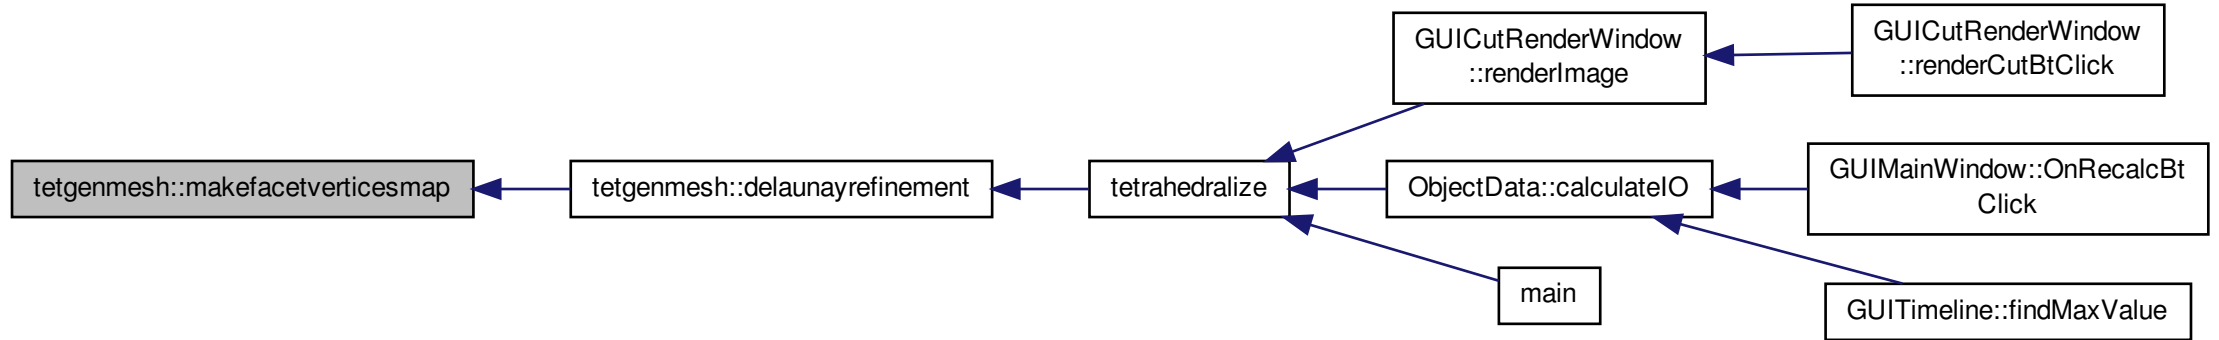 tetgenmesh::makefacetverticesmap
tetgenmesh::delaunayrefinement
tetrahedralize
GUICutRenderWindow
::renderImage
GUICutRenderWindow
::renderCutBtClick
ObjectData::calculateIO
GUIMainWindow::OnRecalcBt
Click
GUITimeline::findMaxValue
main